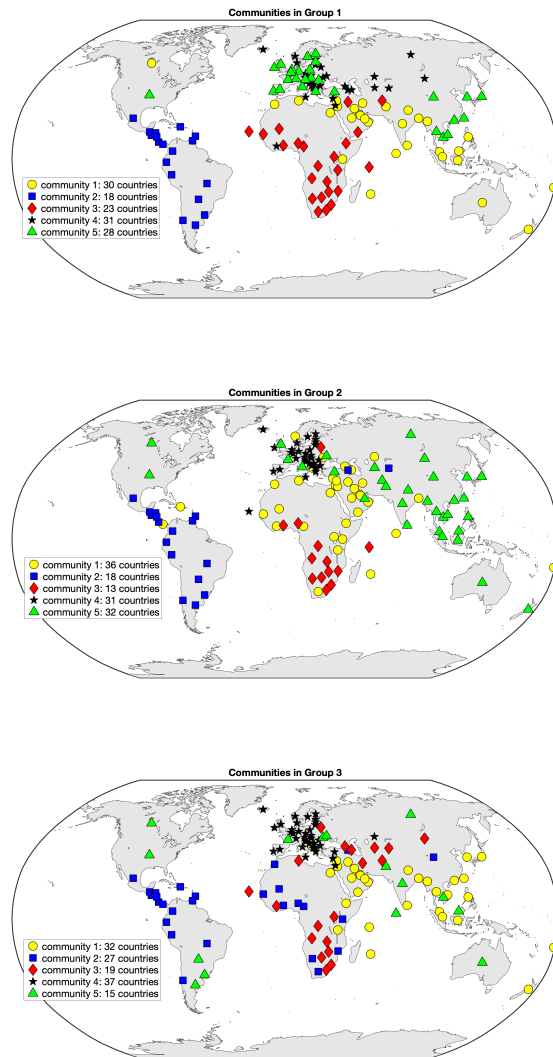 Communities in Group 1
community 1: 30 countries
community 2: 18 countries
community 3: 23 countries
community 4: 31 countries
community 5: 28 countries
Communities in Group 2
community 1: 36 countries
community 2: 18 countries
community 3: 13 countries
community 4: 31 countries
community 5: 32 countries
Communities in Group 3
community 1: 32 countries
community 2: 27 countries
community 3: 19 countries
community 4: 37 countries
community 5: 15 countries